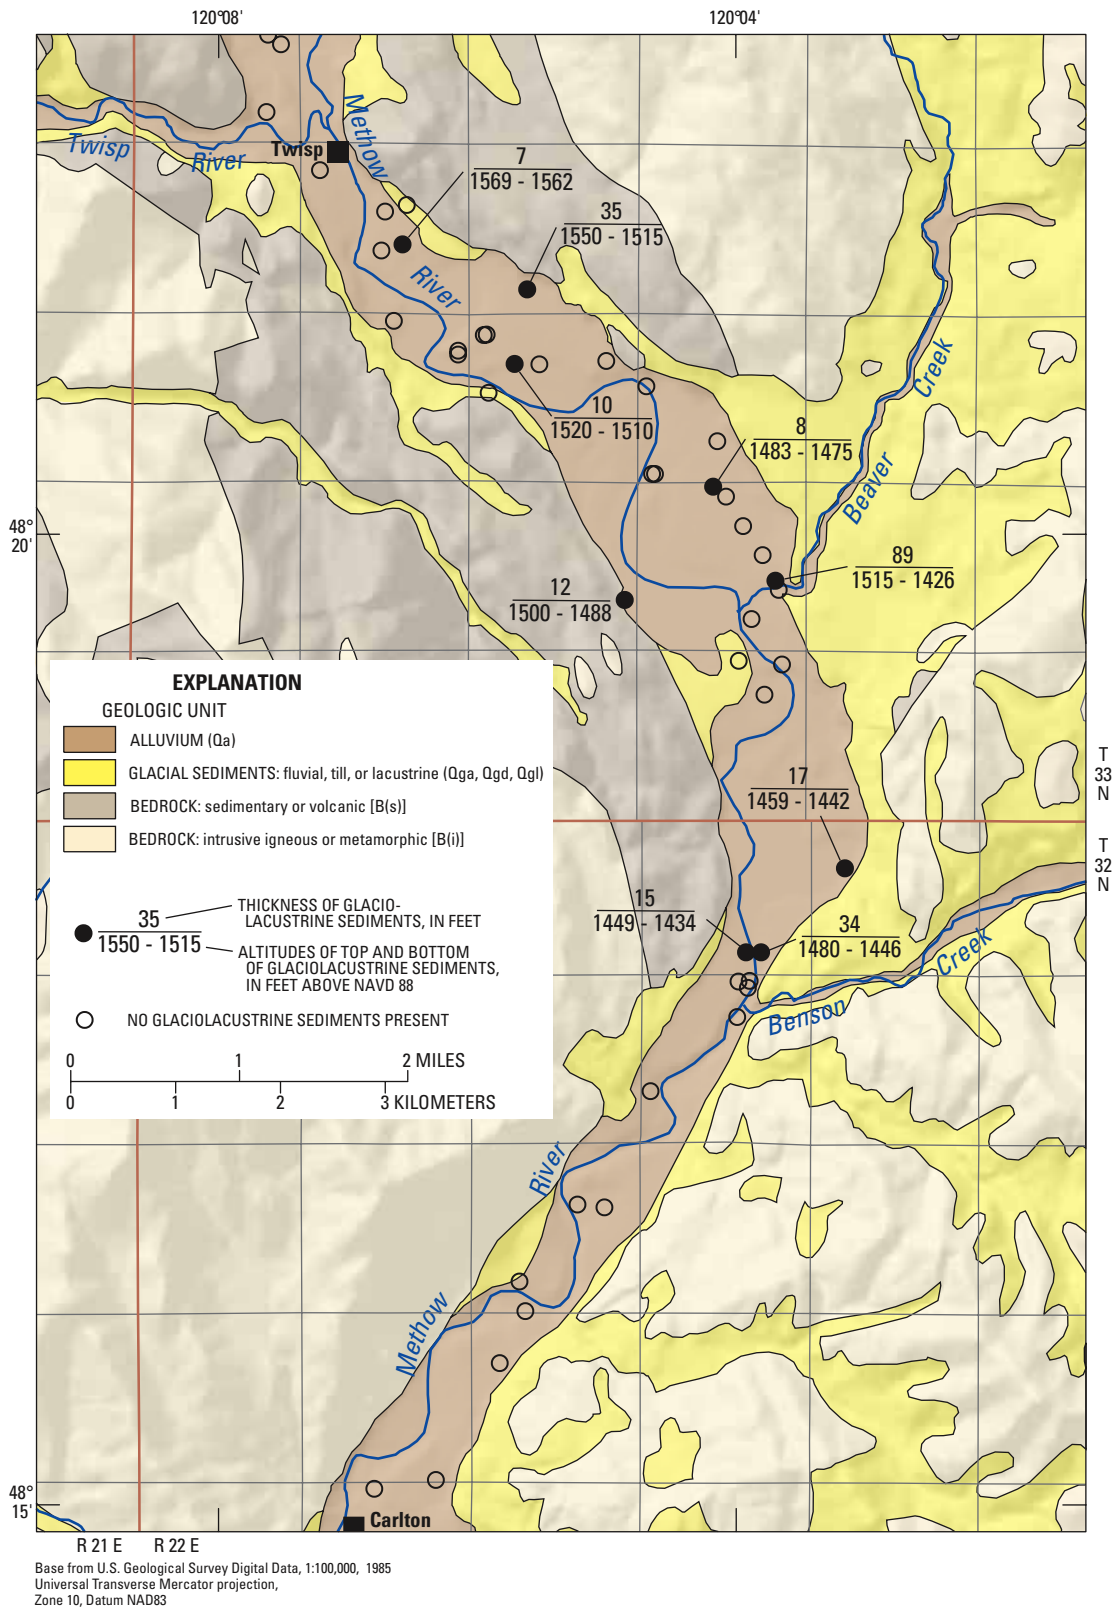 120°08'
120°04'
Methow
Twisp
River
Twisp
7
1569 - 1562
35
1550 - 1515
River
Creek
10
1520 - 1510
8
1483 - 1475
Beaver
48°
20'
89
1515 - 1426
12
1500 - 1488
EXPLANATION
GEOLOGIC UNIT
ALLUVIUM (Qa)
GLACIAL SEDIMENTS: fluvial, till, or lacustrine (Qga, Qgd, Qgl)
BEDROCK: sedimentary or volcanic [B(s)]
BEDROCK: intrusive igneous or metamorphic [B(i)]
35
1550 - 1515
THICKNESS OF GLACIO-
LACUSTRINE SEDIMENTS, IN FEET
ALTITUDES OF TOP AND BOTTOM
OF GLACIOLACUSTRINE SEDIMENTS,
IN FEET ABOVE NAVD 88
NO GLACIOLACUSTRINE SEDIMENTS PRESENT
0 1 2 MILES
0 1 2 3 KILOMETERS
17
1459 - 1442
T
33
N
T
32
N
15
1449 - 1434
34
1480 - 1446
Creek
Benson
River
Methow
48°
15'
Carlton
R 21 E R 22 E
Base from U.S. Geological Survey Digital Data, 1:100,000, 1985
Universal Transverse Mercator projection,
Zone 10, Datum NAD83